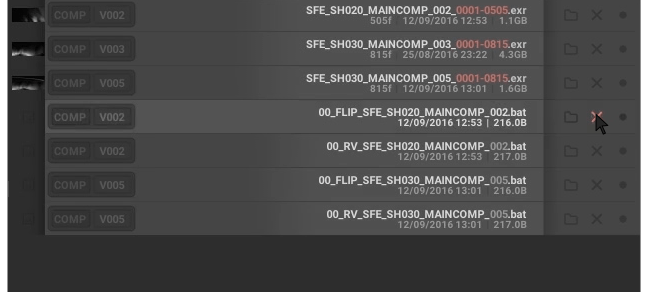 COMP V002 SFE_SH020_MAINCOMP_002_0001-0505.exr
505f | 12/09/2016 12:53 | 1.1GB
COMP V003 SFE_SH030_MAINCOMP_003_0001-0815.exr
815f | 25/08/2016 23:22 | 4.3GB
COMP V005 SFE_SH030_MAINCOMP_005_0001-0815.exr
815f | 12/09/2016 13:01 | 1.6GB
COMP V002 00_FLIP_SFE_SH020_MAINCOMP_002.bat
12/09/2016 12:53 | 216.0B
COMP V002 00_RV_SFE_SH020_MAINCOMP_002.bat
12/09/2016 12:53 | 217.0B
COMP V005 00_FLIP_SFE_SH030_MAINCOMP_005.bat
12/09/2016 13:01 | 216.0B
COMP V005 00_RV_SFE_SH030_MAINCOMP_005.bat
12/09/2016 13:01 | 217.0B